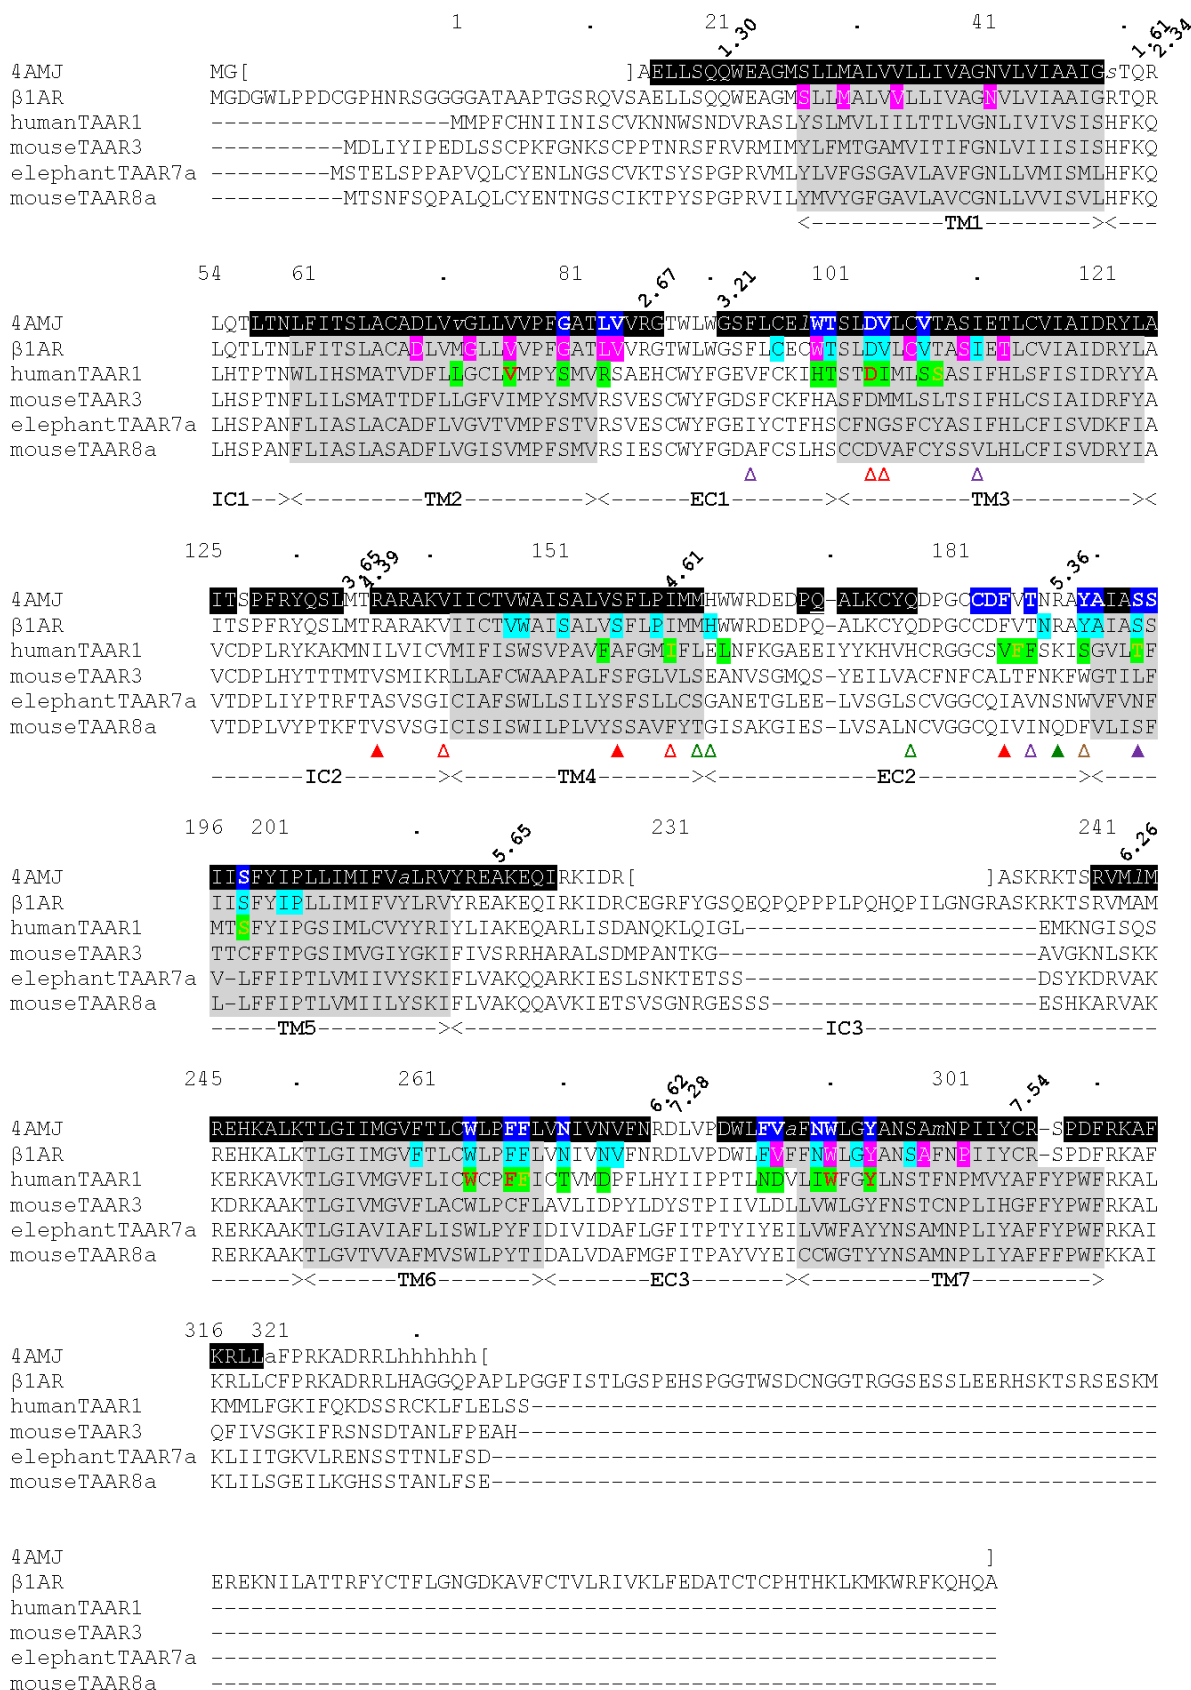 1 . 21 . 41 .
1.30 1.61 2.34
4AMJ MG[ ]AELLSQQWEAGMSLLMALVVLLIVAGNVLVIAAIGsTQR
β1AR MGDGWLPPDCGPHNRSGGGGATAAPTGSRQVSAELLSQQWEAGMSLLMALVVLLIVAGNVLVIAAIGRTQR
humanTAAR1 ------------------MMPFCHNIINISCVKNNWSNDVRASLYSLMVLIILTTLVGNLIVIVSISHFKQ
mouseTAAR3 ----------MDLIYIPEDLSSCPKFGNKSCPPTNRSFRVRMIMYLFMTGAMVITIFGNLVIIISISHFKQ
elephantTAAR7a ---------MSTELSPPAPVQLCYENLNGSCTKTSYSPGPRVMLYLVFGSGAVLAVFGNLLVMISMLHFKQ
mouseTAAR8a ----------MTSNFSQPALQLCYENTNGSCIKTPYSPGPRVILYMVYGFGAVLAVCGNLLVVISVLHFKQ
<---------TM1---------><---
54 61 . 81 . 101 . 121
2.67 3.21
4AMJ LQTLTNLFITSLACADLVvGLLVVPFGATLVVRGTWLWGSFLCElWTSLDVLCVTASIETLCVIAIDRYLA
β1AR LQTLTNLFITSLACADLVMGLLVVPFGATLVVRGTWLWGSFLCECWTSLDVLCVTASIETLCVIAIDRYLA
humanTAAR1 LHTPTNWLIHSMATVDFLLGCLVMPYSMVRSAEHCWYFGEVFCKIHTSTDIMLSSASIFHLSFISIDRYYA
mouseTAAR3 LHSPTNFLILSMATTDFLLGFVIMPYSMVRSVESCWYFGDSFCKFHASFDMMLSLTSIFHLCSIAIDRFYA
elephantTAAR7a LHSPANFLIASLACADFLVGVTVMPFSTVRSIESCWYFGEIYCTFHSCFNGSFCYASSLFHLCFISVDKFIA
mouseTAAR8a LHSPANFLIASLASADFLVGISVMPFSMVRSIESCWYFGDAFCSLHSCCDVAFCYSSVLHLCFISVDRYIA
IC1--><---------TM2----------><-------EC1-------><---------TM3---------><
125 . . 151 . . 181 .
3.65 4.39 4.61 5.36
4AMJ ITSPFRYQSLMTRARAKVIICTVWAISALVSFLPIMMHWWRDEDPQ-ALKCYQDPGCCDFVTNRAYAIASS
β1AR ITSPFRYQSLMTRARAKVIICTVWAISALVSFLPIMMHWWRDEDPQ-ALKCYQDPGCCDFVTNRAYAIASS
humanTAAR1 VCDPLRYKAKMNILVICVMIFISWSVPAVFAFGMIFLELNFKGAEEIYYKHVHCRGGCSVFFSKISGVLTF
mouseTAAR3 VCDPLHYTTTMTVSMIKRLLAFCWAAPALFSFGLVLSEANVSGMQS-YEILVACFNFCALTFNKFWGTILF
elephantTAAR7a VTDPLIYPTRFTASVSGICIAFSWLLSILYSFSLLCSGANETGLEE-LVSGLSCVGGCQIAVNSNWVFVNF
mouseTAAR8a VTDPLVYPTKFTVSVSGICISISWILPLVYSSAVFYTGISAKGIES-LVSALNCVGGCQIVINQDFVLISF
-------IC2-------><-------TM4--------><------------EC2------------><----
196 201 . 231 241
5.65 6.26
4AMJ IISFYIPLLIMIFVaLRVYREAKEQIRKIDR[ ]ASKRKTSRVMlM
β1AR IISFYIPLLIMIFVYLRVYREAKEQIRKIDRCEGRFYGSQEQPQPPPLPQHQPILGNGRASKRKTSRVMAM
humanTAAR1 MTSFYIPGSIMLCVYYRIYLIAKEQARLISDANQKLQIGL----------------------EMKNGISQS
mouseTAAR3 TTCFFTPGSIMVGIYGKIFIVSRRHARALSDMPANTKG------------------------AVGKNLSKK
elephantTAAR7a V-LFFIPTLVMIIVYSKIFLVAKQQARKIESLSNKTETSS----------------------DSYKDRVAK
mouseTAAR8a L-LFFIPTLVMIILYSKIFLVAKQQAVKIETSVSGNRGESSS--------------------ESHKARVAK
-----TM5---------><---------------------------IC3------------------------
245 . 261 . . 301 .
6.62 7.28 7.54
4AMJ REHKALKTLGIIMGVFTLCWLPFFLVNIVNVFNRDLVPDWLFVaFNWLGYANSAmNPIIYCR-SPDFRKAF
β1AR REHKALKTLGIIMGVFTLCWLPFFLVNIVNVFNRDLVPDWLFVFFNWLGYANSAFNPIIYCR-SPDFRKAF
humanTAAR1 KERKAVKTLGIVMGVFLICWCPFFICTVMDPFLHYIIPPTLNDVLIWFGYLNSTFNPMVYAFFYPWFRKAL
mouseTAAR3 KDRKAAKTLGIVMGVFLACWLPCFLAVLIDPYLDYSTPIIVLDLLVWLGYFNSTCNPLIHGFFYPWFRKAL
elephantTAAR7a RERKAAKTLGIAVIAFLISWLPYFIDIVIDAFLGFITPTYIYEILVWFAYYNSAMNPLIYAFFYPWFRKAI
mouseTAAR8a RERKAAKTLGVTVVAFMVSWLPYTIDALVDAFMGFITPAYVYEICCWGTYYNSAMNPLIYAFFFPWFKKAI
------><-------TM6--------><-------EC3-------><---------TM7---------->
316 321 .
4AMJ KRLLaFPRKADRRLhhhhhh[
β1AR KRLLCFPRKADRRLHAGGQPAPLPGGFISTLGSPEHSPGGTWSDCNGGTRGGSESSLEERHSKTSRSESKM
humanTAAR1 KMMLFGKIFQKDSSRCKLFLELSS-----------------------------------------------
mouseTAAR3 QFIVSGKIFRSNSDTANLFPEAH------------------------------------------------
elephantTAAR7a KLIITGKVLRENSSTTNLFSD--------------------------------------------------
mouseTAAR8a KLILSGEILKGHSSTANLFSE--------------------------------------------------
4AMJ ]
β1AR EREKNILATTRFYCTFLGNGDKAVFCTVLRIVKLFEDATCTCPHTHKLKMKWRFKQHQA
humanTAAR1 -----------------------------------------------------------
mouseTAAR3 -----------------------------------------------------------
elephantTAAR7a -----------------------------------------------------------
mouseTAAR8a -----------------------------------------------------------